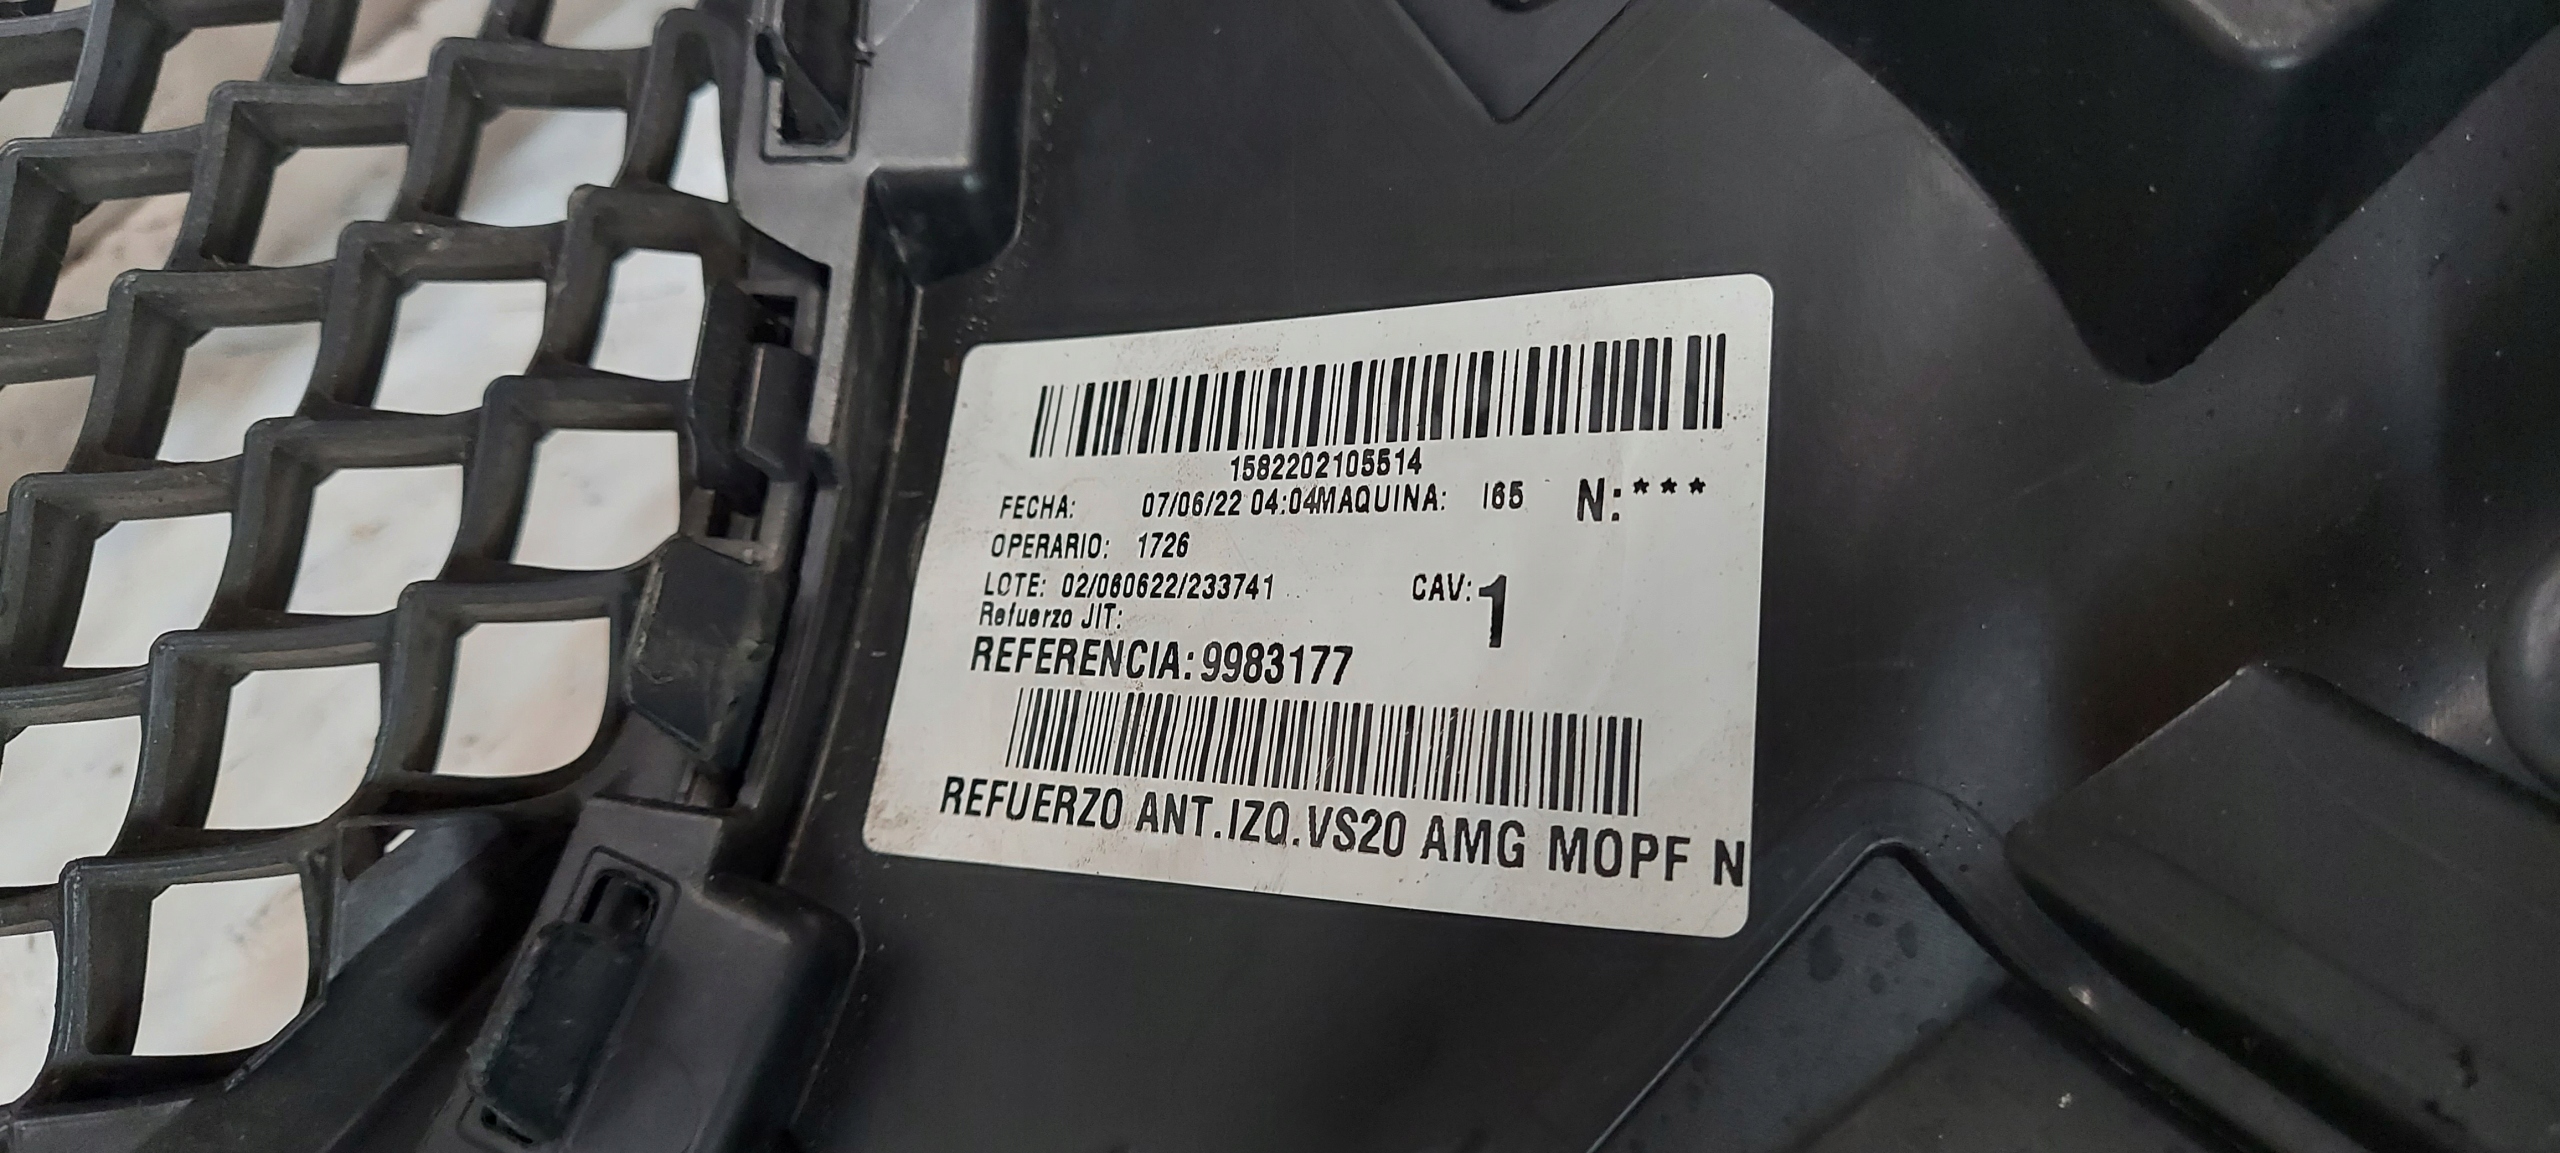 1582202105514
FECHA: 07/06/22 04:04MAQUINA: I65 N:***
OPERARIO: 1726
LOTE: 02/060622/233741 CAV: 1
Refuerzo JIT:
REFERENCIA: 9983177
REFUERZO ANT.IZQ.VS20 AMG MOPF N